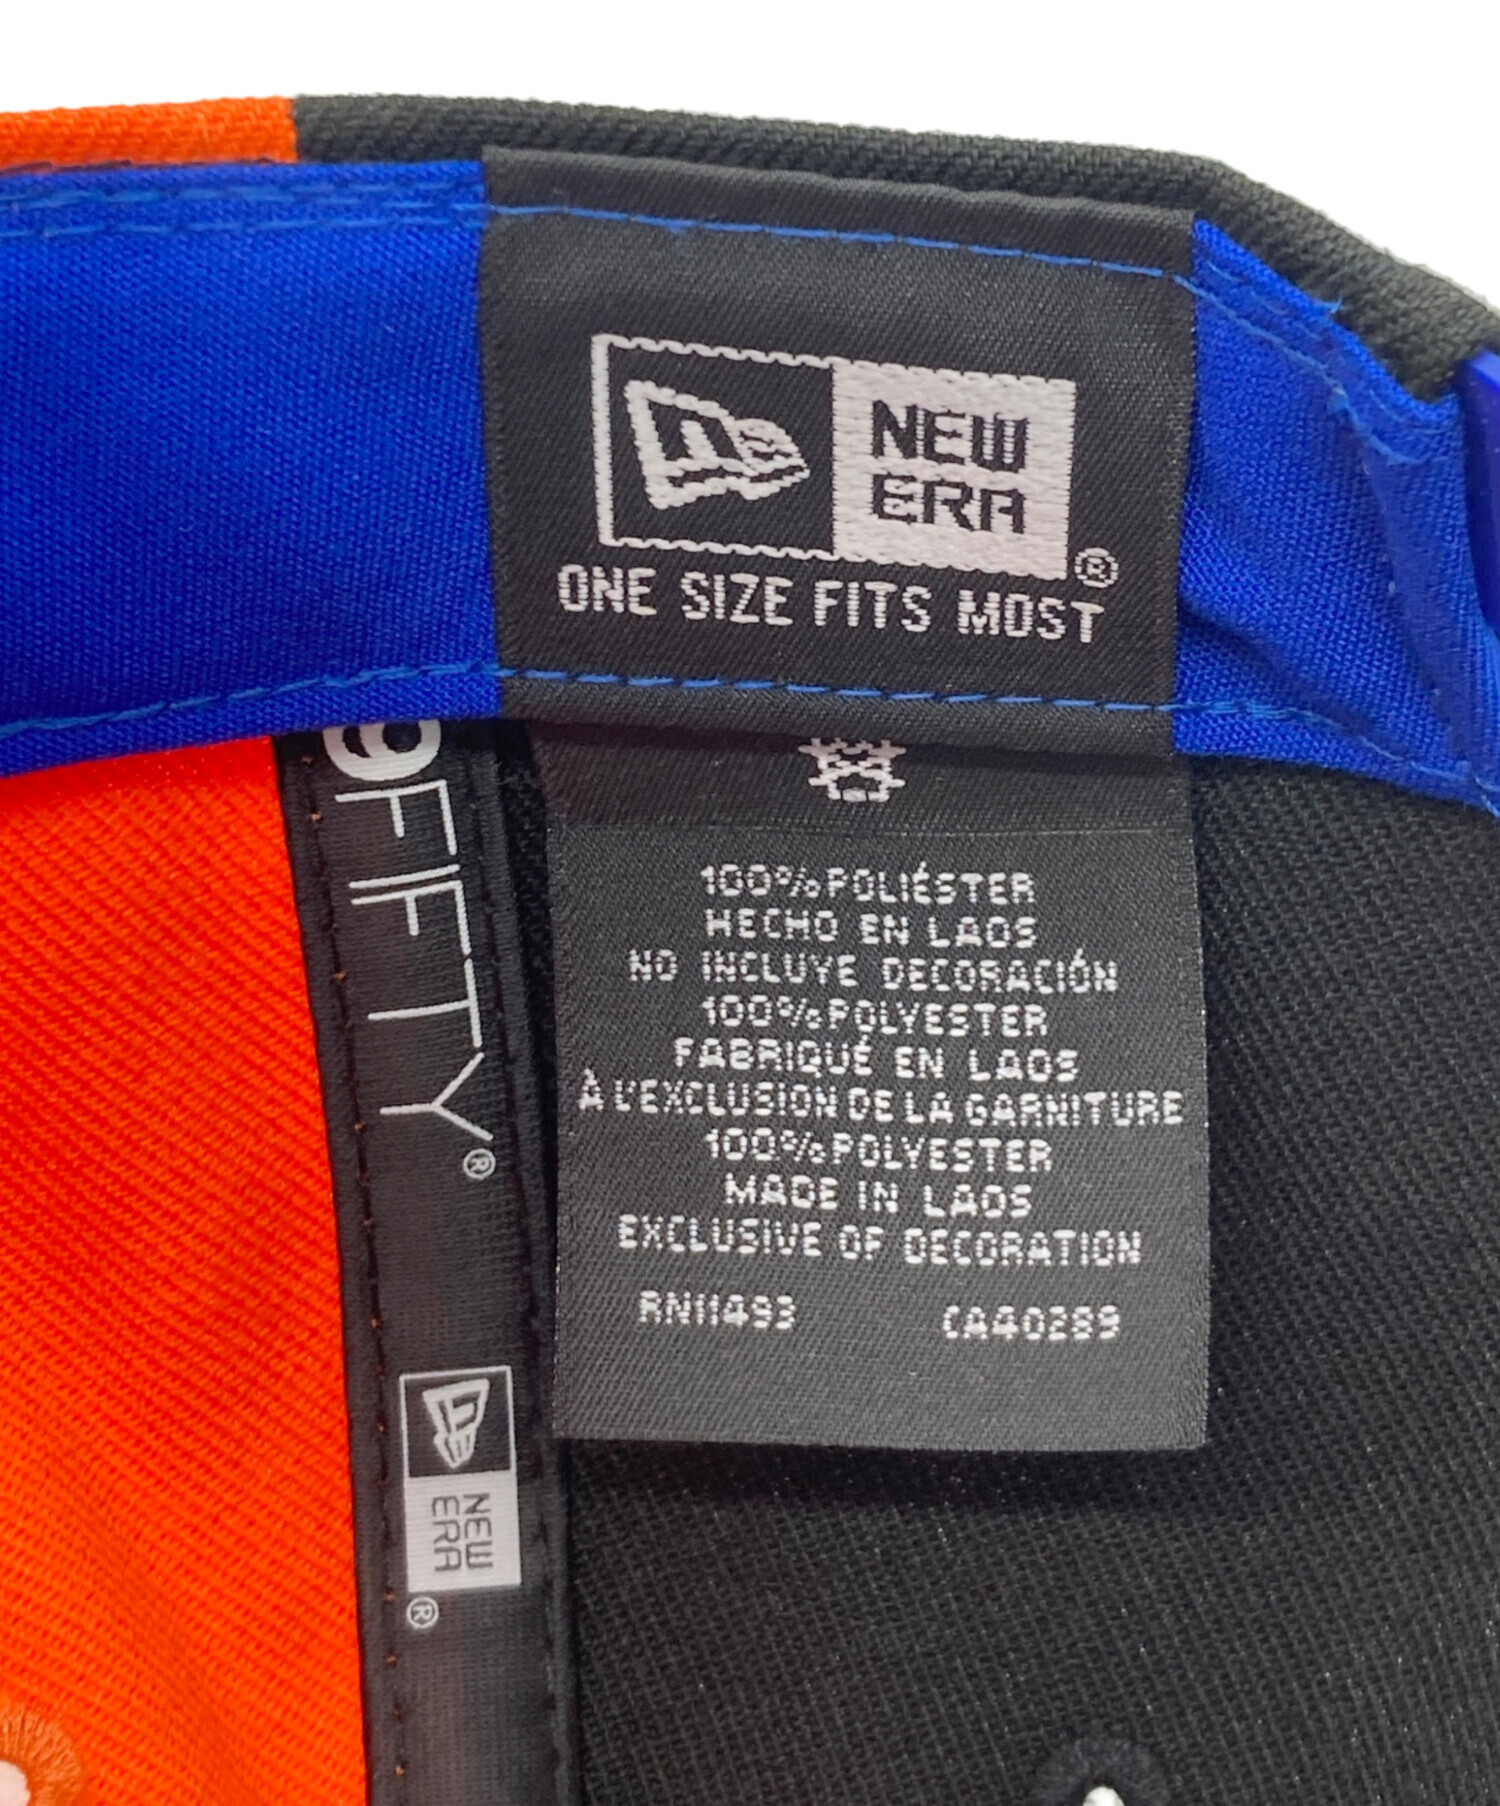 NEW
ERA
®
ONE SIZE FITS MOST
9FIFTY®
100% POLIÉSTER
HECHO EN LAOS
NO INCLUYE DECORACIÓN
100% POLYESTER
FABRIQUÉ EN LAOS
À L'EXCLUSION DE LA GARNITURE
100% POLYESTER
MADE IN LAOS
EXCLUSIVE OF DECORATION
RN11493 CA40289
NEW
ERA
®